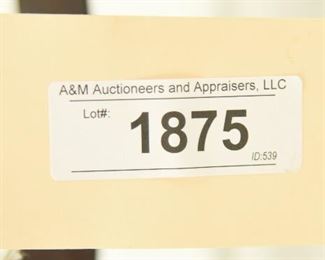 A&M Auctioneers and Appraisers, LLC
Lot#: 1875
ID:539